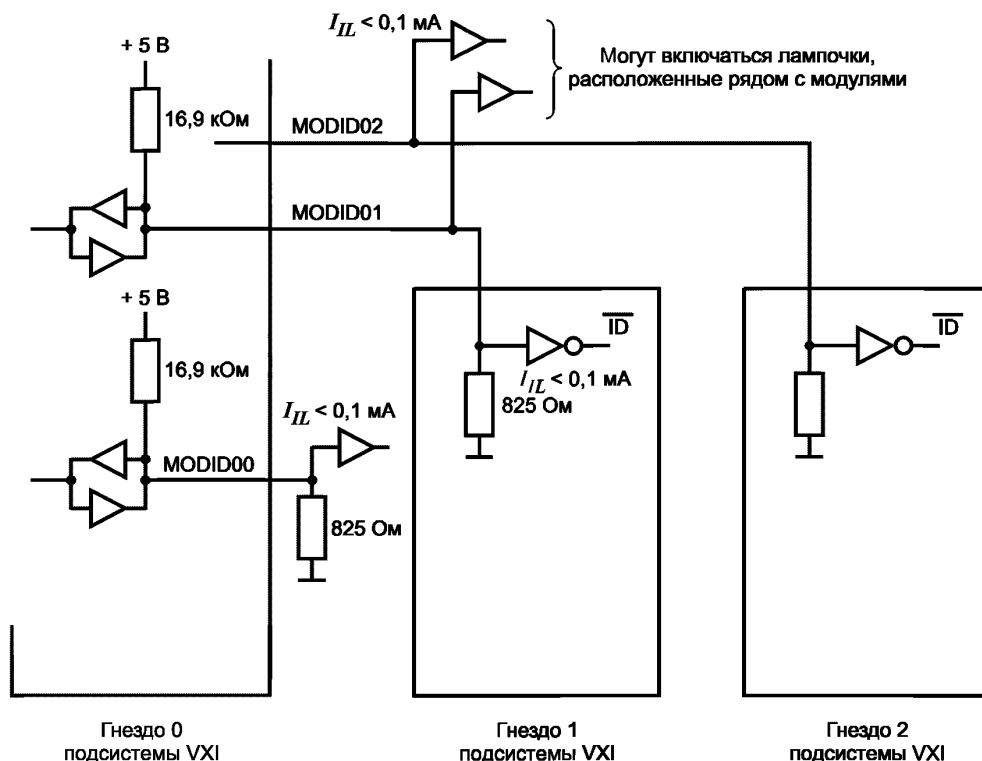 I_IL < 0,1 мА
+ 5 В
Могут включаться лампочки,
расположенные рядом с модулями
16,9 кОм
MODID02
MODID01
+ 5 В
ID
ID
16,9 кОм
I_IL < 0,1 мА
825 Ом
I_IL < 0,1 мА
MODID00
825 Ом
Гнездо 0
подсистемы VXI
Гнездо 1
подсистемы VXI
Гнездо 2
подсистемы VXI